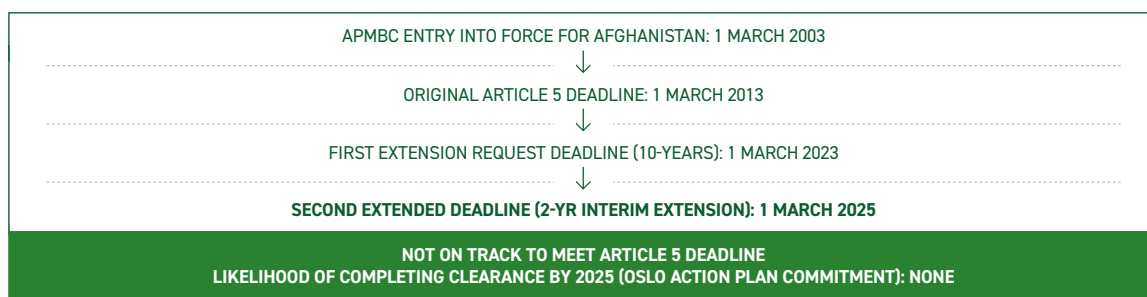 APMBC ENTRY INTO FORCE FOR AFGHANISTAN: 1 MARCH 2003
ORIGINAL ARTICLE 5 DEADLINE: 1 MARCH 2013
FIRST EXTENSION REQUEST DEADLINE (10-YEARS): 1 MARCH 2023
SECOND EXTENDED DEADLINE (2-YR INTERIM EXTENSION): 1 MARCH 2025
NOT ON TRACK TO MEET ARTICLE 5 DEADLINE
LIKELIHOOD OF COMPLETING CLEARANCE BY 2025 (OSLO ACTION PLAN COMMITMENT): NONE